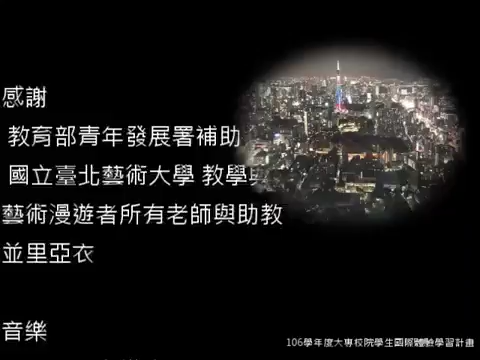 感謝
教育部青年發展署補助
國立臺北藝術大學 教學
藝術漫遊者所有老師與助教
並里亞衣
音樂
106學年度大專校院學生國際體驗學習計畫